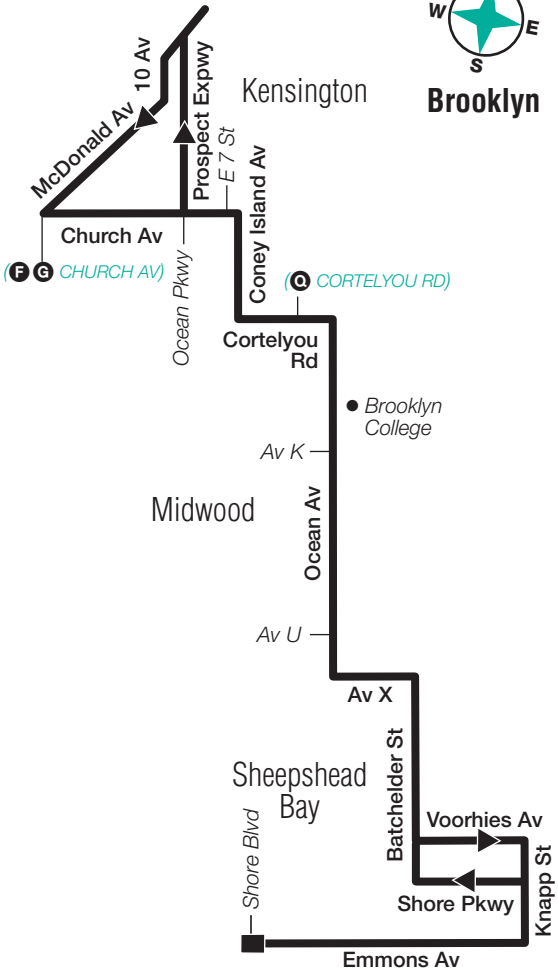 W
E
S
Brooklyn
10 Av
McDonald Av
Prospect Expwy
E 7 St
Kensington
Church Av
(F G CHURCH AV)
Ocean Pkwy
Coney Island Av
(Q CORTELYOU RD)
Cortelyou
Rd
Brooklyn
College
Av K
Midwood
Ocean Av
Av U
Av X
Batchelder St
Sheepshead
Bay
Voorhies Av
Shore Pkwy
Knapp St
Shore Blvd
Emmons Av